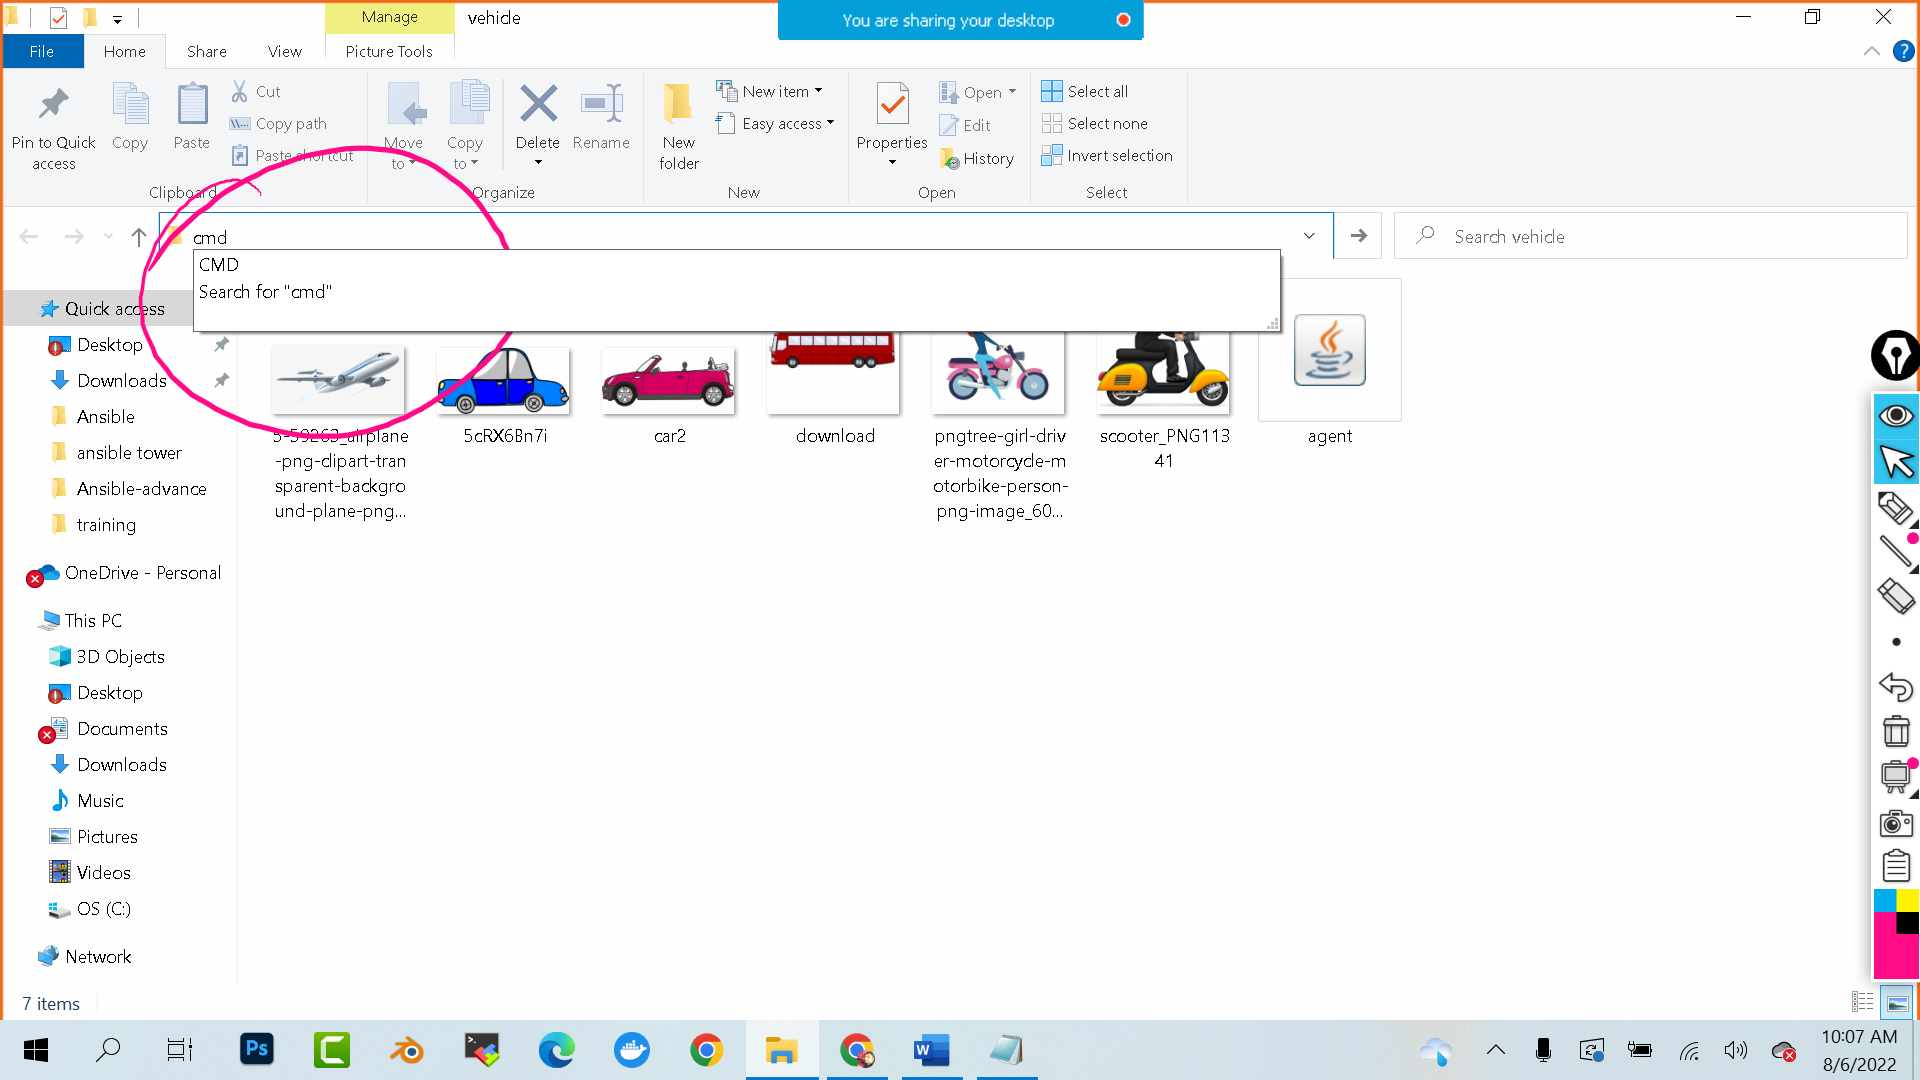 Manage
vehicle
You are sharing your desktop
File
Home
Share
View
Picture Tools
Pin to Quick
access
Copy
Paste
Cut
Copy path
Paste shortcut
Clipboard
Move
to
Copy
to
Delete
Rename
Organize
New
folder
New item
Easy access
New
Properties
Open
Edit
History
Open
Select all
Select none
Invert selection
Select
cmd
Search vehicle
CMD
Search for "cmd"
Quick access
Desktop
Downloads
Ansible
ansible tower
Ansible-advance
training
OneDrive - Personal
This PC
3D Objects
Desktop
Documents
Downloads
Music
Pictures
Videos
OS (C:)
Network
5-59263_airplane
-png-clipart-tran
sparent-backgro
und-plane-png...
5cRX6Bn7i
car2
download
pngtree-girl-driv
er-motorcycle-m
otorbike-person-
png-image_60...
scooter_PNG113
41
agent
7 items
Ps
C
W
10:07 AM
8/6/2022